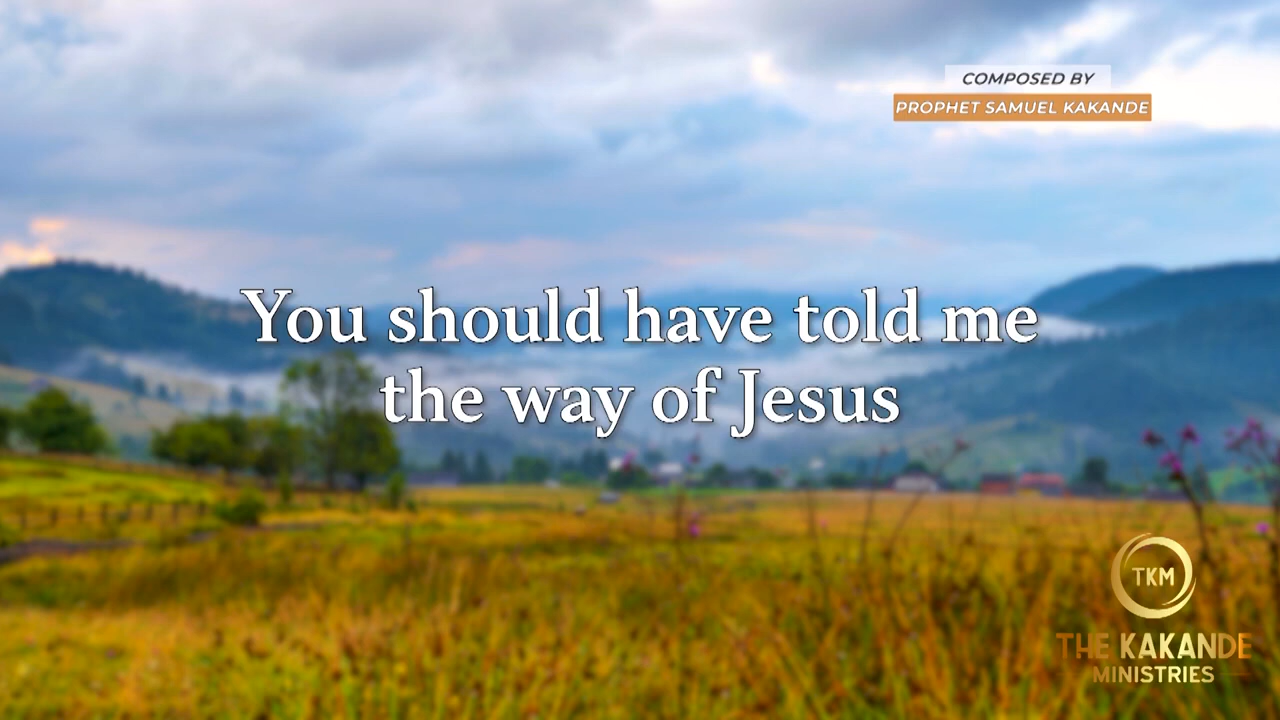 COMPOSED BY
PROPHET SAMUEL KAKANDE
You should have told me
the way of Jesus
TKM
THE KAKANDE
MINISTRIES